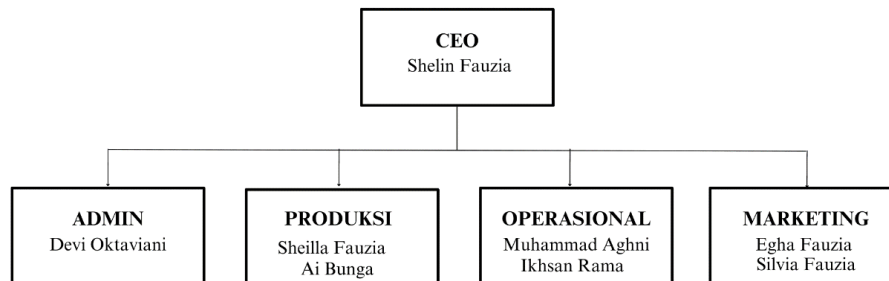 CEO
Shelin Fauzia
ADMIN
Devi Oktaviani
PRODUKSI
Sheilla Fauzia
Ai Bunga
OPERASIONAL
Muhammad Aghni
Ikhsan Rama
MARKETING
Egha Fauzia
Silvia Fauzia